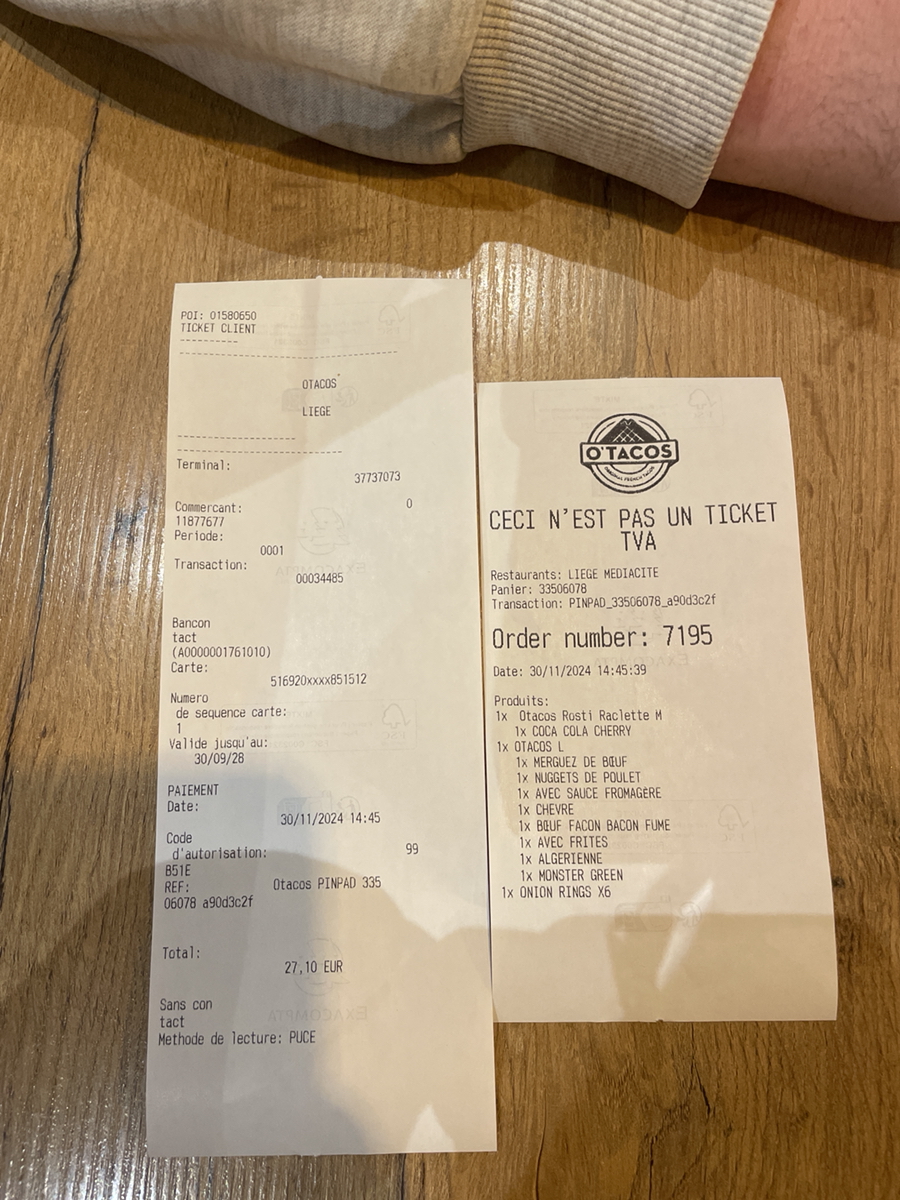 POI: 01580650
TICKET CLIENT
----------
------------------------------------
OTACOS
LIEGE
--------------------
----------------------------
Terminal:
37737073
Commercant: 0
11877677
Periode:
0001
Transaction:
00034485
Bancon
tact
(A0000001761010)
Carte:
516920xxxx851512
Numero
de sequence carte:
1
Valide jusqu'au:
30/09/28
PAIEMENT
Date:
30/11/2024 14:45
Code
d'autorisation: 99
B51E
REF: Otacos PINPAD 335
06078 a90d3c2f
Total:
27,10 EUR
Sans con
tact
Methode de lecture: PUCE
O'TACOS
ORIGINAL FRENCH TACOS
CECI N'EST PAS UN TICKET
TVA
Restaurants: LIEGE MEDIACITE
Panier: 33506078
Transaction: PINPAD_33506078_a90d3c2f
Order number: 7195
Date: 30/11/2024 14:45:39
Produits:
1x Otacos Rosti Raclette M
1x COCA COLA CHERRY
1x OTACOS L
1x MERGUEZ DE BŒUF
1x NUGGETS DE POULET
1x AVEC SAUCE FROMAGÈRE
1x CHEVRE
1x BŒUF FACON BACON FUME
1x AVEC FRITES
1x ALGERIENNE
1x MONSTER GREEN
1x ONION RINGS X6